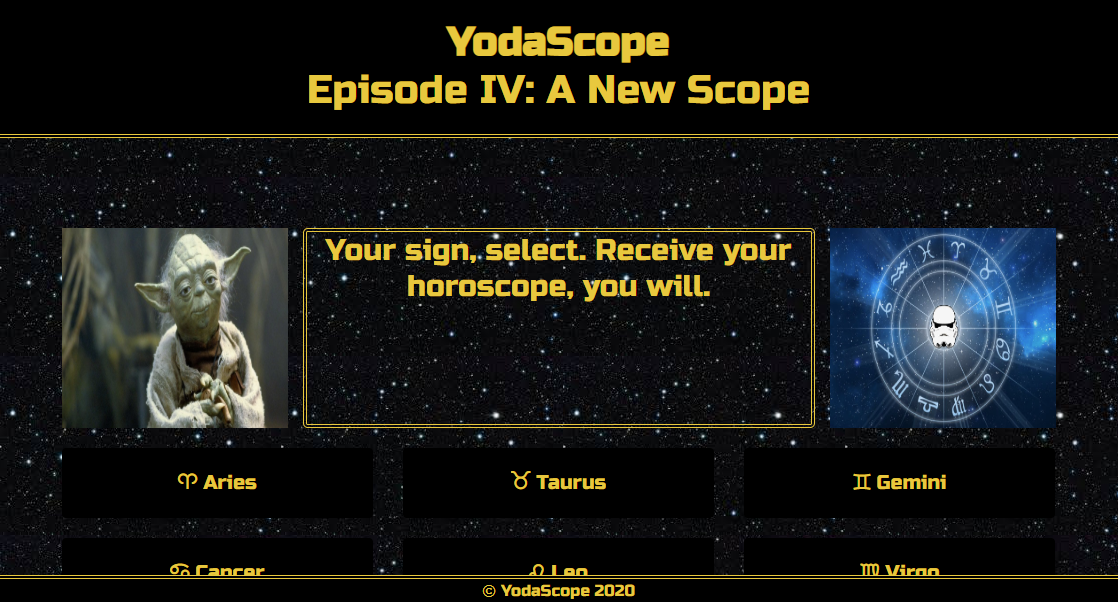 YodaScope
Episode IV: A New Scope
Your sign, select. Receive your
horoscope, you will.
♈ Aries
♉ Taurus
♊ Gemini
♋ Cancer
♌ Leo
♍ Virgo
© YodaScope 2020